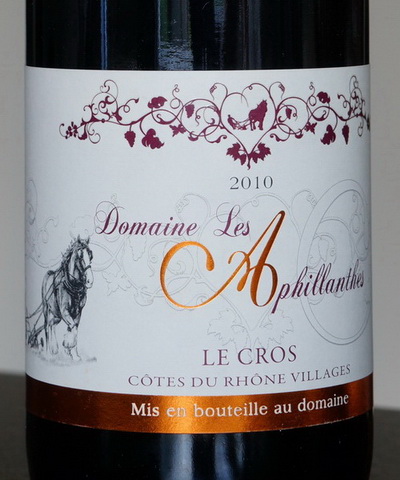 2010
Domaine Les Aphillanthes
LE CROS
CÔTES DU RHÔNE VILLAGES
Mis en bouteille au domaine